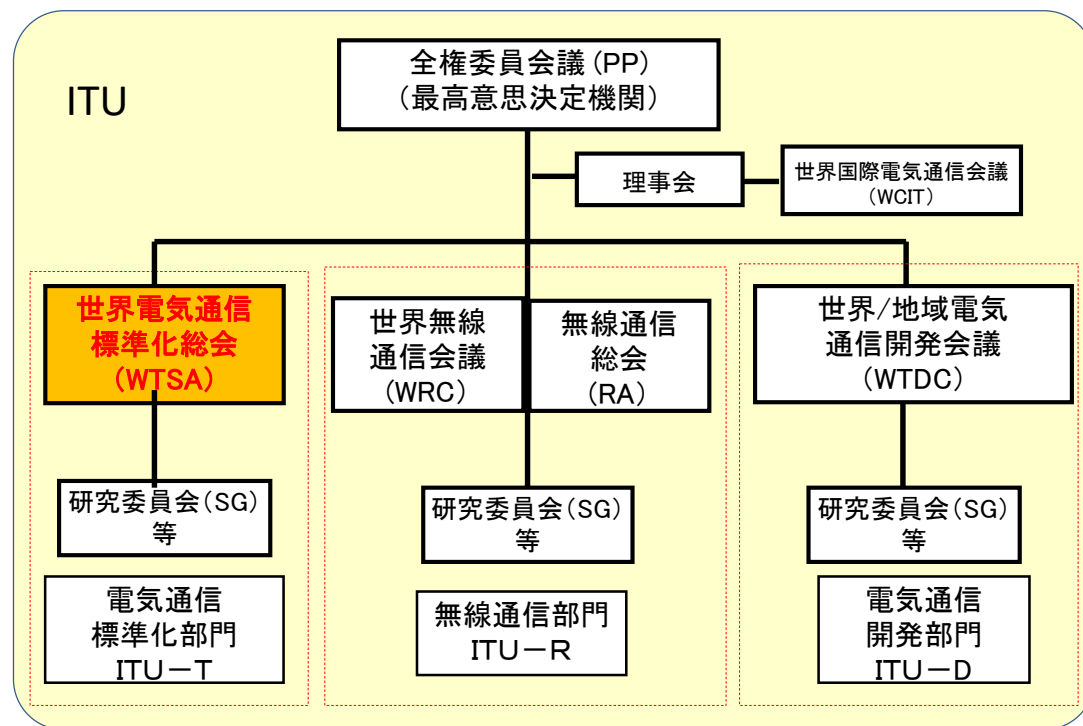 ITU
全権委員会議(PP)
(最高意思決定機関)
理事会
世界国際電気通信会議
(WCIT)
世界電気通信
標準化総会
(WTSA)
研究委員会(SG)
等
電気通信
標準化部門
ITU－T
世界無線
通信会議
(WRC)
無線通信
総会
(RA)
研究委員会(SG)
等
無線通信部門
ITU－R
世界/地域電気
通信開発会議
(WTDC)
研究委員会(SG)
等
電気通信
開発部門
ITU－D